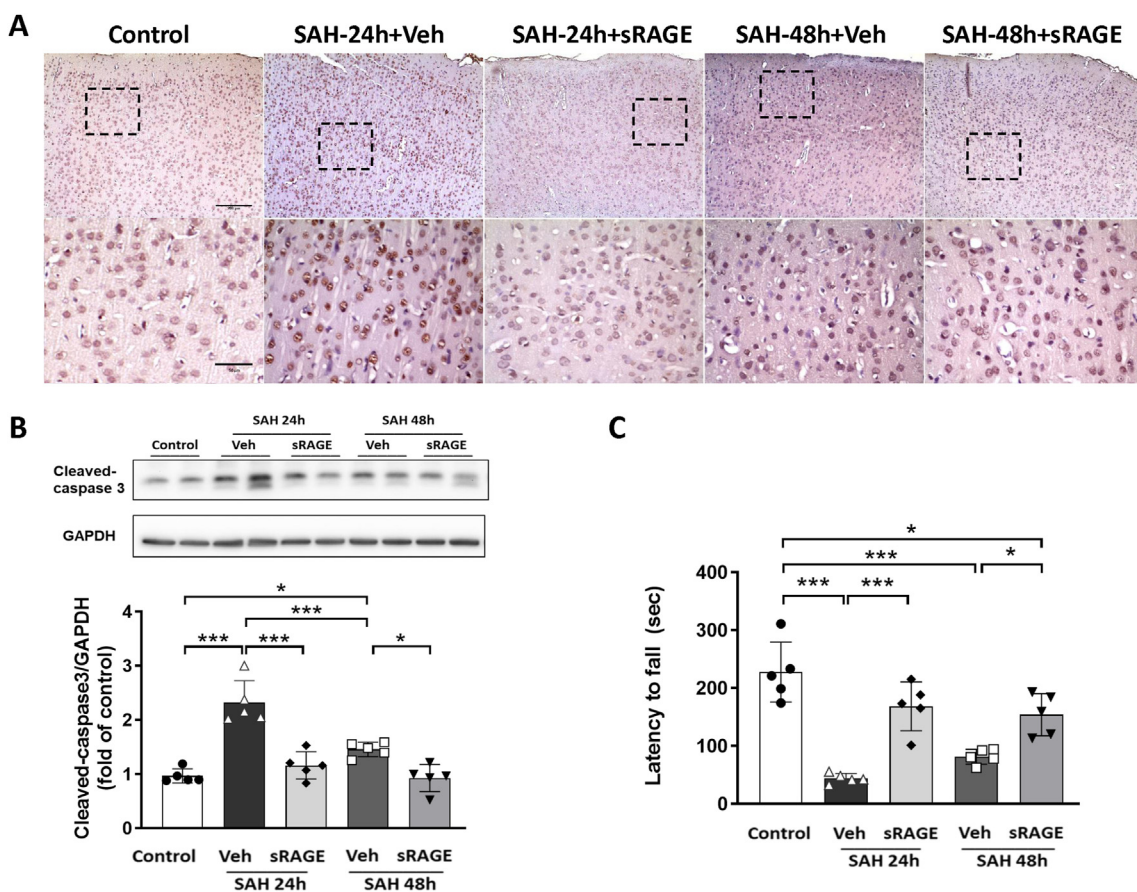 A
Control SAH-24h+Veh SAH-24h+sRAGE SAH-48h+Veh SAH-48h+sRAGE
B
SAH 24h SAH 48h
Control Veh sRAGE Veh sRAGE
Cleaved-
caspase 3
GAPDH
*
***
*** *** *
Cleaved-caspase3/GAPDH
(fold of control)
4
3
2
1
0
Control Veh sRAGE Veh sRAGE
SAH 24h SAH 48h
C
*
***
*** *** *
Latency to fall (sec)
400
300
200
100
0
Control Veh sRAGE Veh sRAGE
SAH 24h SAH 48h